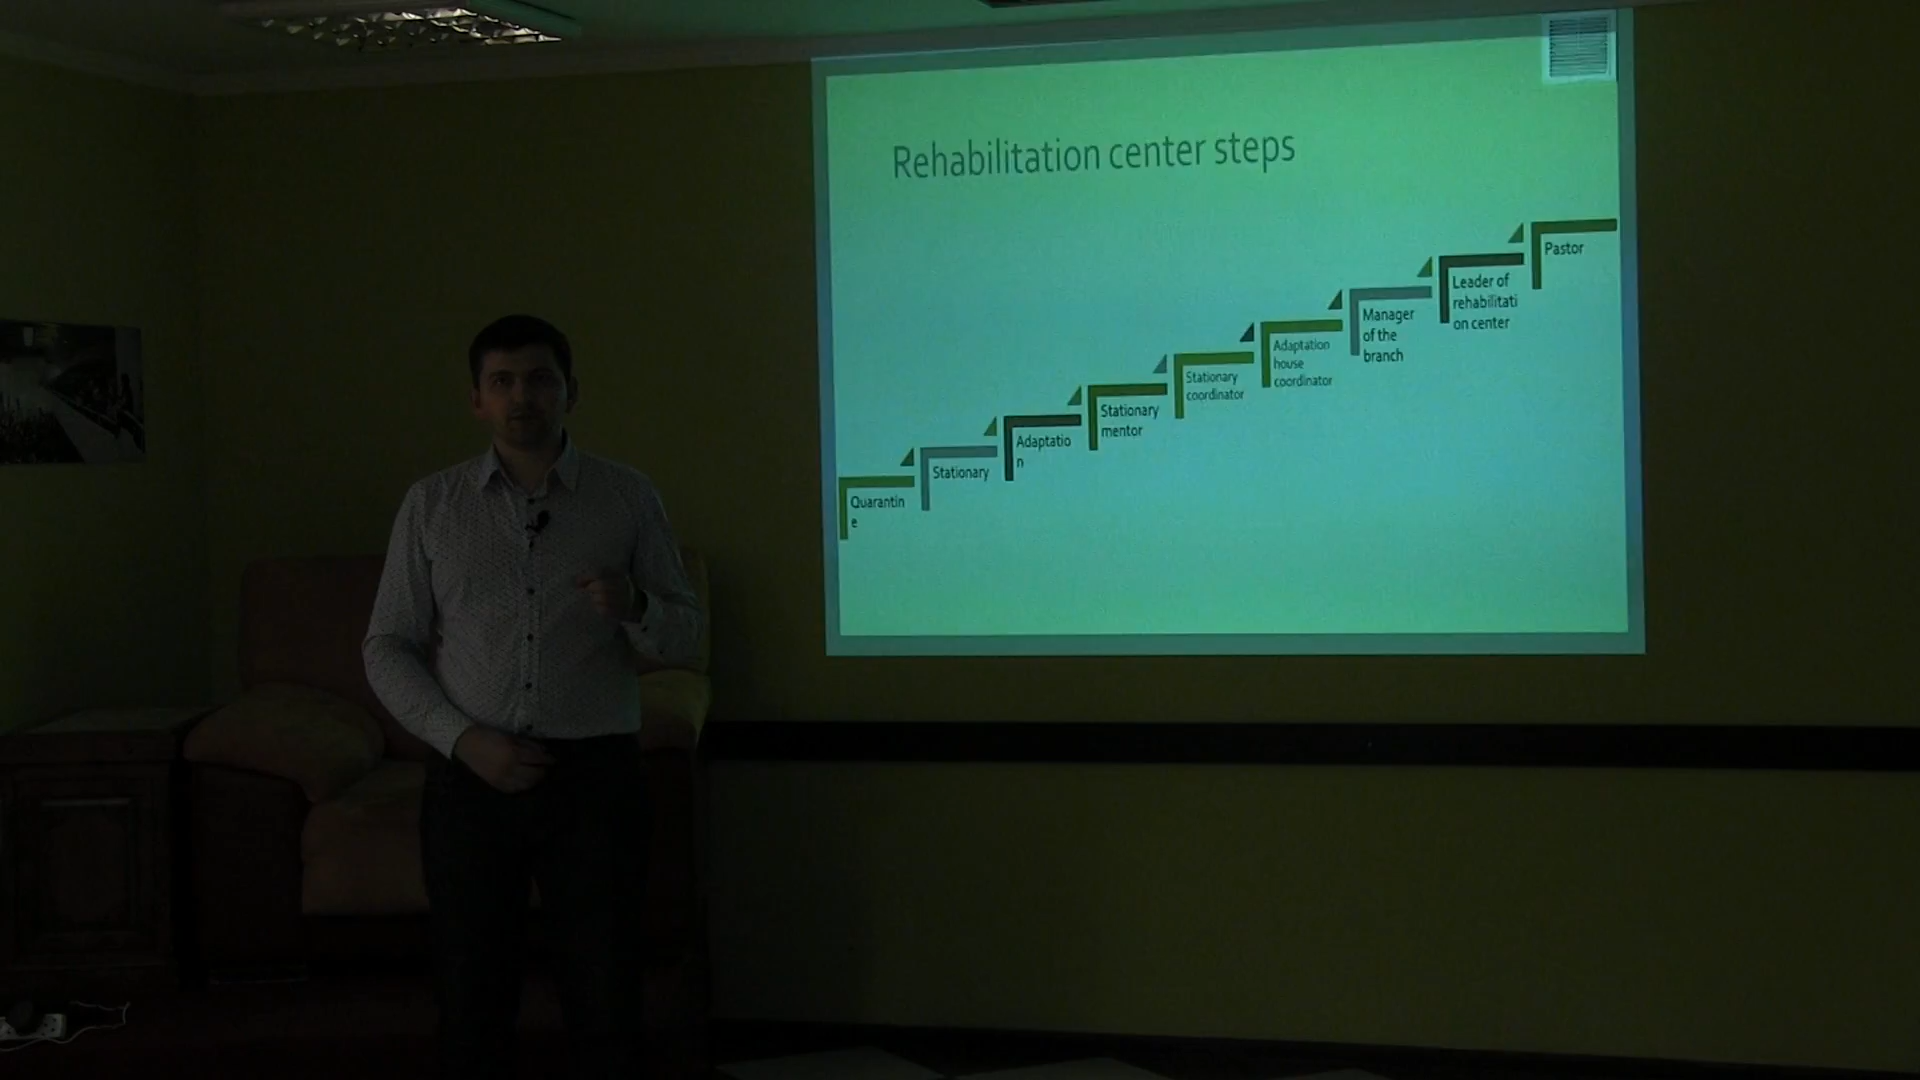 Rehabilitation center steps
Quarantin
e
Stationary
Adaptatio
n
Stationary
mentor
Stationary
coordinator
Adaptation
house
coordinator
Manager
of the
branch
Leader of
rehabilitati
on center
Pastor